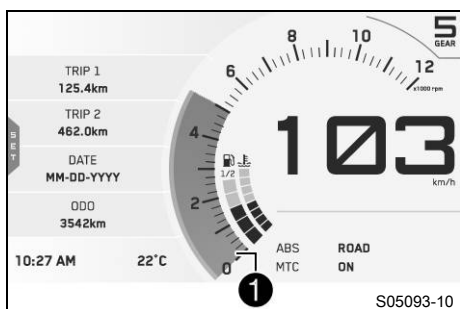 5
GEAR
8
10
6
12
x1000 rpm
TRIP 1
125.4km
TRIP 2
462.0km
4
SET
1/2
103
km/h
DATE
MM-DD-YYYY
2
ODO
3542km
ABS ROAD
10:27 AM 22°C
0
MTC ON
1
S05093-10